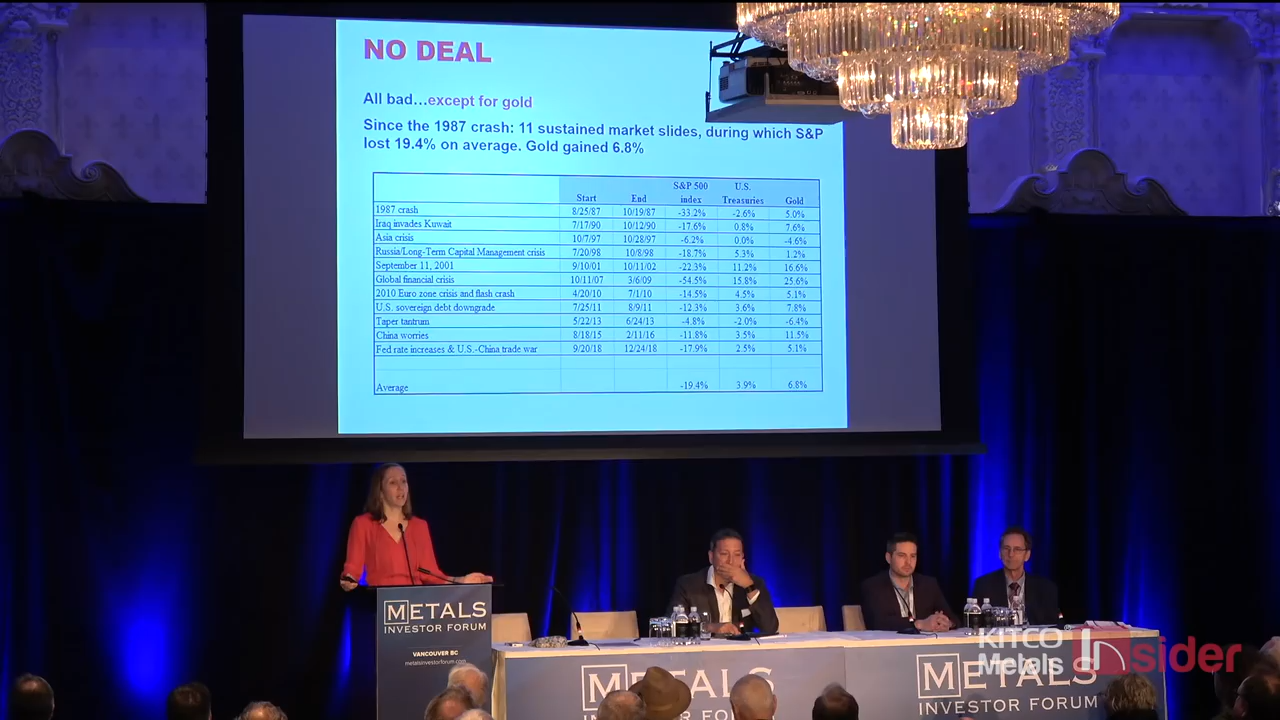 NO DEAL
All bad…except for gold
Since the 1987 crash: 11 sustained market slides, during which S&P
lost 19.4% on average. Gold gained 6.8%
Start End S&P 500 index U.S. Treasuries Gold
1987 crash 8/25/87 10/19/87 -33.2% -2.6% 5.0%
Iraq invades Kuwait 7/17/90 10/12/90 -17.6% 0.8% 7.6%
Asia crisis 10/7/97 10/28/97 -6.2% 0.0% -4.6%
Russia/Long-Term Capital Management crisis 7/20/98 10/8/98 -18.7% 5.3% 1.2%
September 11, 2001 9/10/01 10/11/02 -22.3% 11.2% 16.6%
Global financial crisis 10/11/07 3/6/09 -54.5% 15.8% 25.6%
2010 Euro zone crisis and flash crash 4/20/10 7/1/10 -14.5% 4.5% 5.1%
U.S. sovereign debt downgrade 7/25/11 8/9/11 -12.3% 3.6% 7.8%
Taper tantrum 5/22/13 6/24/13 -4.8% -2.0% -6.4%
China worries 8/18/15 2/11/16 -11.8% 3.5% 11.5%
Fed rate increases & U.S.-China trade war 9/20/18 12/24/18 -17.9% 2.5% 5.1%
Average -19.4% 3.9% 6.8%
METALS
INVESTOR FORUM
VANCOUVER BC
metalsinvestorforum.com
METALS
INVESTOR FO
METALS
INVESTOR FORUM
KITCO
Metals
Insider